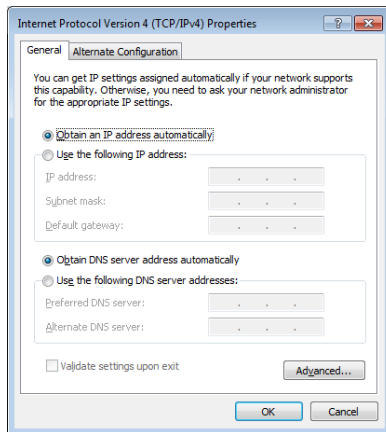 Internet Protocol Version 4 (TCP/IPv4) Properties
General
Alternate Configuration
You can get IP settings assigned automatically if your network supports
this capability. Otherwise, you need to ask your network administrator
for the appropriate IP settings.
Obtain an IP address automatically
Use the following IP address:
IP address:
Subnet mask:
Default gateway:
Obtain DNS server address automatically
Use the following DNS server addresses:
Preferred DNS server:
Alternate DNS server:
Validate settings upon exit
Advanced...
OK
Cancel